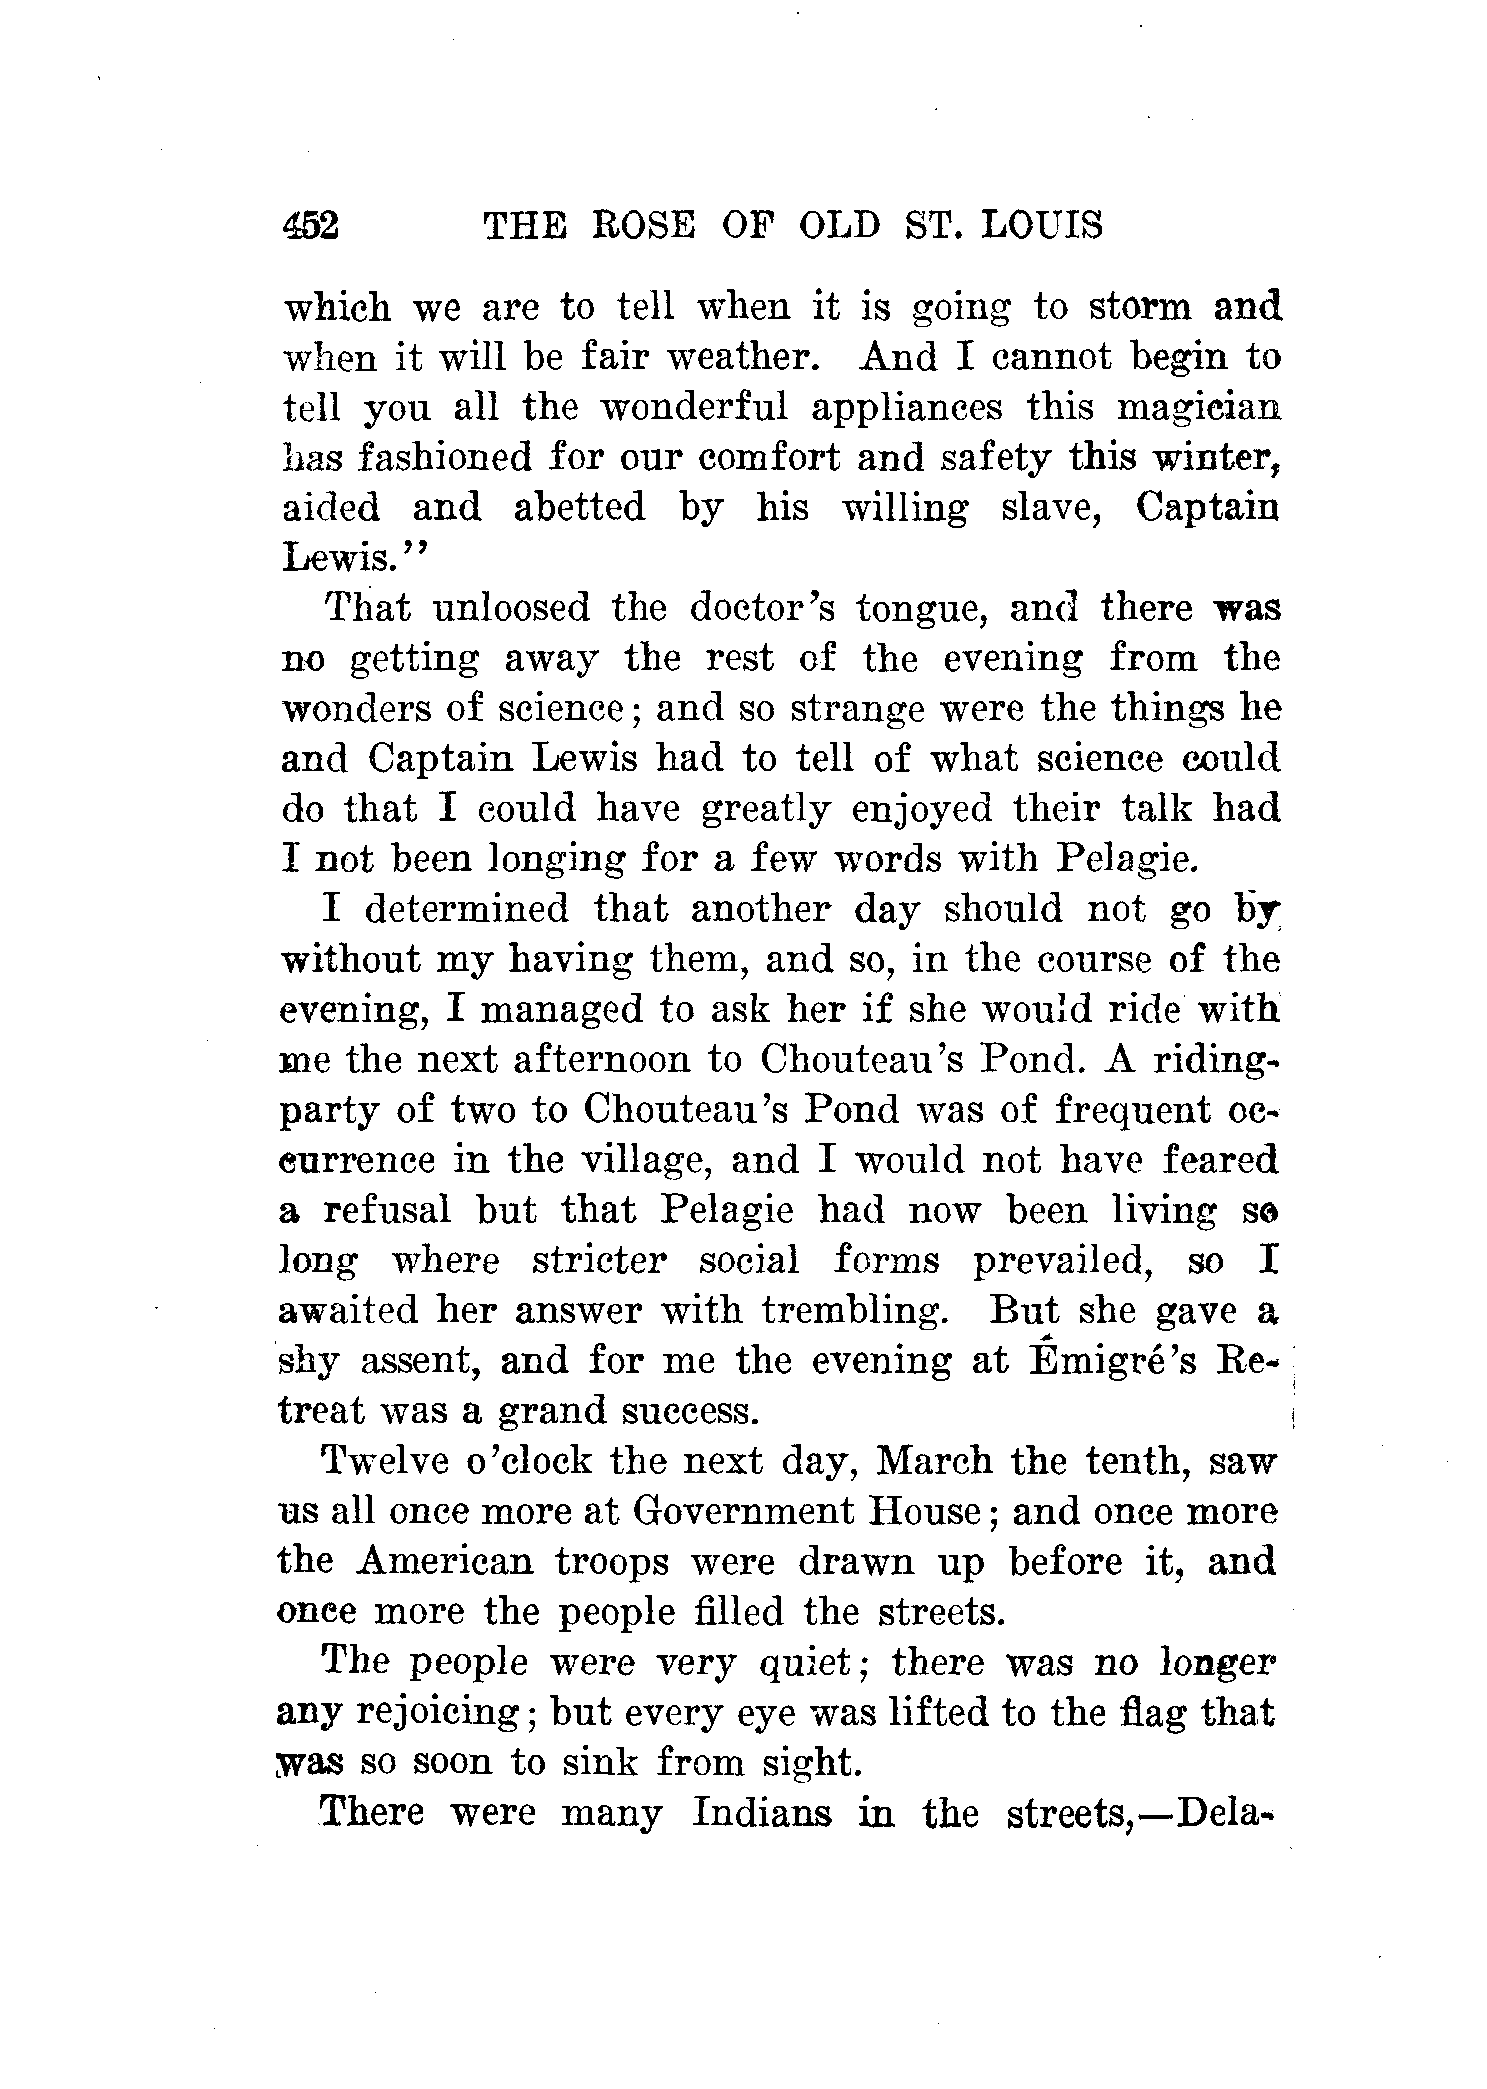 452 THE ROSE OF OLD ST. LOUIS
which we are to tell when it is going to storm and
when it will be fair weather. And I cannot begin to
tell you all the wonderful appliances this magician
has fashioned for our comfort and safety this winter,
aided and abetted by his willing slave, Captain
Lewis.”
That unloosed the doctor's tongue, and there was
no getting away the rest of the evening from the
wonders of science; and so strange were the things he
and Captain Lewis had to tell of what science could
do that I could have greatly enjoyed their talk had
I not been longing for a few words with Pelagie.
I determined that another day should not go by
without my having them, and so, in the course of the
evening, I managed to ask her if she would ride with
me the next afternoon to Chouteau's Pond. A riding-
party of two to Chouteau's Pond was of frequent oc-
currence in the village, and I would not have feared
a refusal but that Pelagie had now been living so
long where stricter social forms prevailed, so I
awaited her answer with trembling. But she gave a
shy assent, and for me the evening at Émigré's Re-
treat was a grand success.
Twelve o'clock the next day, March the tenth, saw
us all once more at Government House; and once more
the American troops were drawn up before it, and
once more the people filled the streets.
The people were very quiet; there was no longer
any rejoicing; but every eye was lifted to the flag that
was so soon to sink from sight.
There were many Indians in the streets,—Dela-